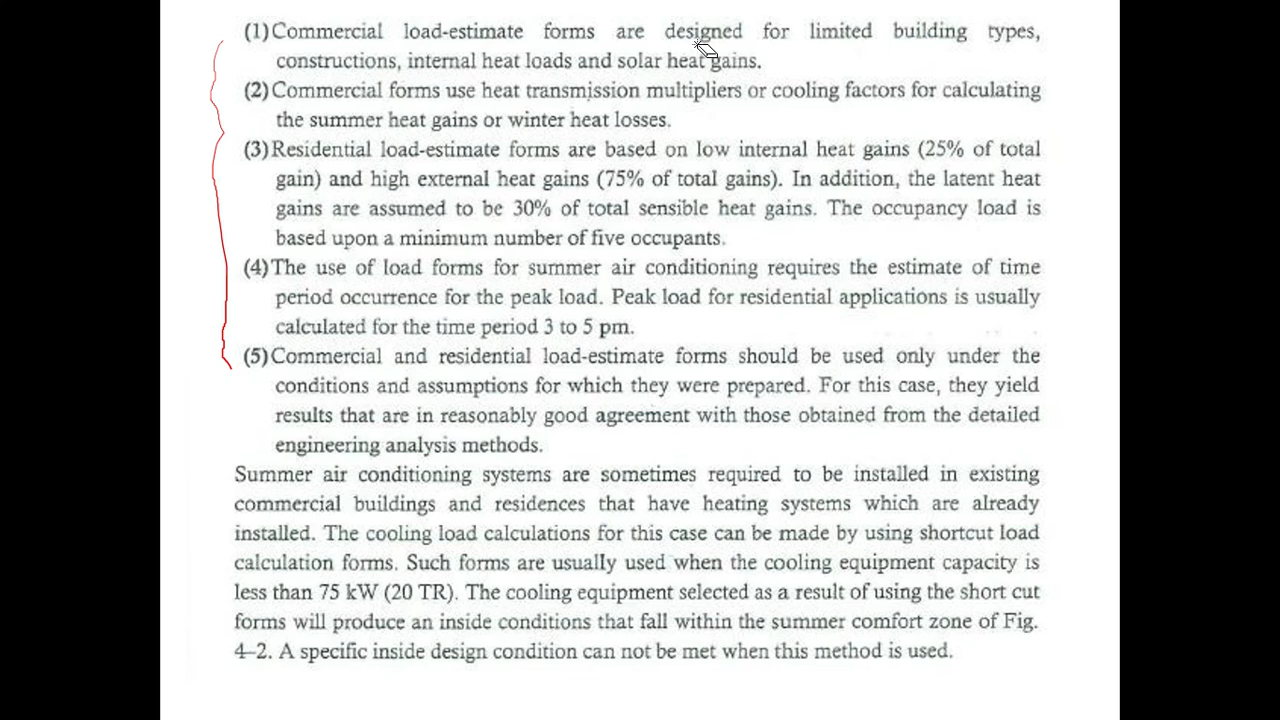 (1)Commercial load-estimate forms are designed for limited building types,
constructions, internal heat loads and solar heat gains.
(2)Commercial forms use heat transmission multipliers or cooling factors for calculating
the summer heat gains or winter heat losses.
(3)Residential load-estimate forms are based on low internal heat gains (25% of total
gain) and high external heat gains (75% of total gains). In addition, the latent heat
gains are assumed to be 30% of total sensible heat gains. The occupancy load is
based upon a minimum number of five occupants.
(4)The use of load forms for summer air conditioning requires the estimate of time
period occurrence for the peak load. Peak load for residential applications is usually
calculated for the time period 3 to 5 pm.
(5)Commercial and residential load-estimate forms should be used only under the
conditions and assumptions for which they were prepared. For this case, they yield
results that are in reasonably good agreement with those obtained from the detailed
engineering analysis methods.
Summer air conditioning systems are sometimes required to be installed in existing
commercial buildings and residences that have heating systems which are already
installed. The cooling load calculations for this case can be made by using shortcut load
calculation forms. Such forms are usually used when the cooling equipment capacity is
less than 75 kW (20 TR). The cooling equipment selected as a result of using the short cut
forms will produce an inside conditions that fall within the summer comfort zone of Fig.
4–2. A specific inside design condition can not be met when this method is used.